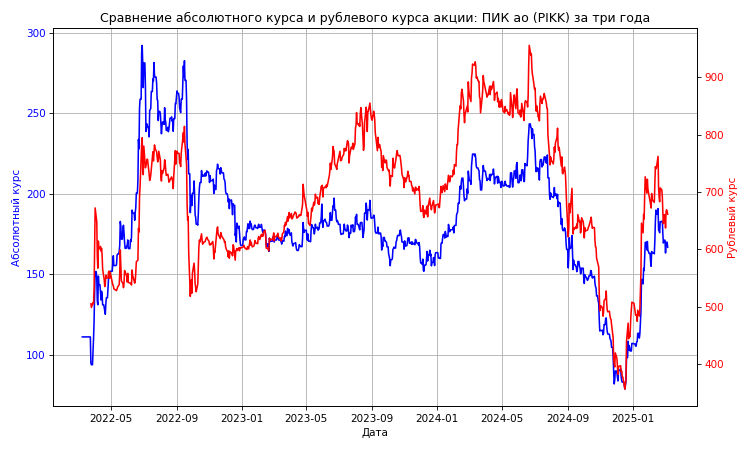 Сравнение абсолютного курса и рублевого курса акции: ПИК ао (PIKK) за три года
300
250
200
150
100
Абсолютный курс
900
800
700
600
500
400
Рублевый курс
2022-05 2022-09 2023-01 2023-05 2023-09 2024-01 2024-05 2024-09 2025-01
Дата